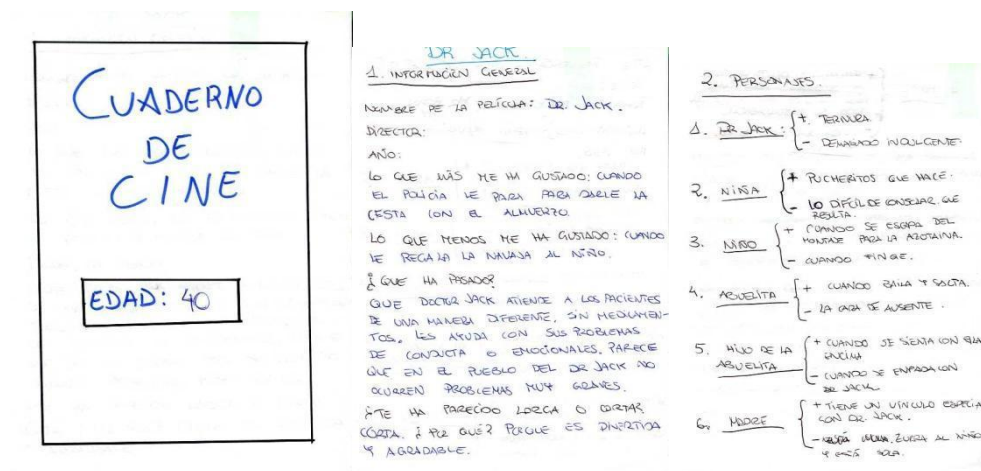 CUADERNO
DE
CINE
EDAD: 40
DR JACK.
1. INFORMACIÓN GENERAL
NOMBRE DE LA PELÍCULA: DR. JACK.
DIRECTOR:
AÑO:
LO QUE MÁS ME HA GUSTADO: CUANDO
EL POLICIA LE PARA PARA DARLE LA
CESTA CON EL ALMUERZO.
LO QUE MENOS ME HA GUSTADO: CUANDO
LE REGALA LA NAVAJA AL NIÑO.
¿QUE HA PASADO?
QUE DOCTOR JACK ATIENDE A LOS PACIENTES
DE UNA MANERA DIFERENTE, SIN MEDICAMEN-
TOS. LES AYUDA CON SUS PROBLEMAS
DE CONDUCTA O EMOCIONALES. PARECE
QUE EN EL PUEBLO DEL DR JACK NO
OCURREN PROBLEMAS MUY GRAVES.
¿TE HA PARECIDO LARGA O CORTA?
CORTA. ¿POR QUÉ? PORQUE ES DIVERTIDA
Y AGRADABLE.
2. PERSONAJES.
1. DR JACK: + TERNURA.
- DEMASIADO INDULGENTE.
2. NIÑA + PUCHERITOS QUE HACE.
- LO DIFÍCIL DE CONSOLAR QUE
RESULTA.
3. NIÑO + CUANDO SE ESCAPA DEL
MONTAJE PARA LA AZOTAINA.
- CUANDO FINGE.
4. ABUELITA + CUANDO BAILA Y SALTA.
- LA CARA DE AUSENTE.
5. HIJO DE LA
ABUELITA + CUANDO SE SIENTA CON ELLA
ENCIMA
- CUANDO SE ENFADA CON
DR JACK.
6. MADRE + TIENE UN VÍNCULO ESPECIA
CON DR. JACK.
- ZURRA AL NIÑO
Y